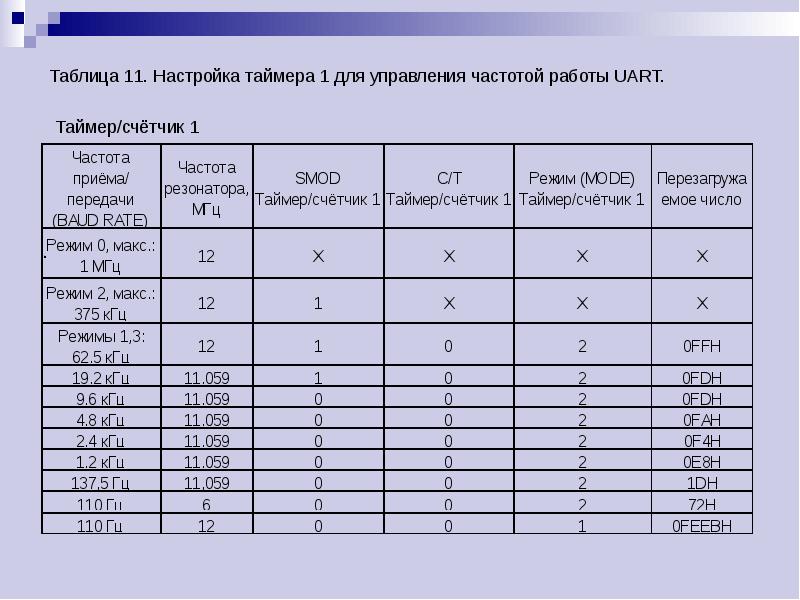 Таблица 11. Настройка таймера 1 для управления частотой работы UART.
Таймер/счётчик 1
Частота приёма/ передачи (BAUD RATE) Частота резонатора, МГц SMOD Таймер/счётчик 1 C/T Таймер/счётчик 1 Режим (MODE) Таймер/счётчик 1 Перезагружа емое число
Режим 0, макс.: 1 МГц 12 X X X X
Режим 2, макс.: 375 кГц 12 1 X X X
Режимы 1,3: 62.5 кГц 12 1 0 2 0FFH
19.2 кГц 11.059 1 0 2 0FDH
9.6 кГц 11.059 0 0 2 0FDH
4.8 кГц 11.059 0 0 2 0FAH
2.4 кГц 11.059 0 0 2 0F4H
1.2 кГц 11.059 0 0 2 0E8H
137,5 Гц 11,059 0 0 2 1DH
110 Гц 6 0 0 2 72H
110 Гц 12 0 0 1 0FEEBH